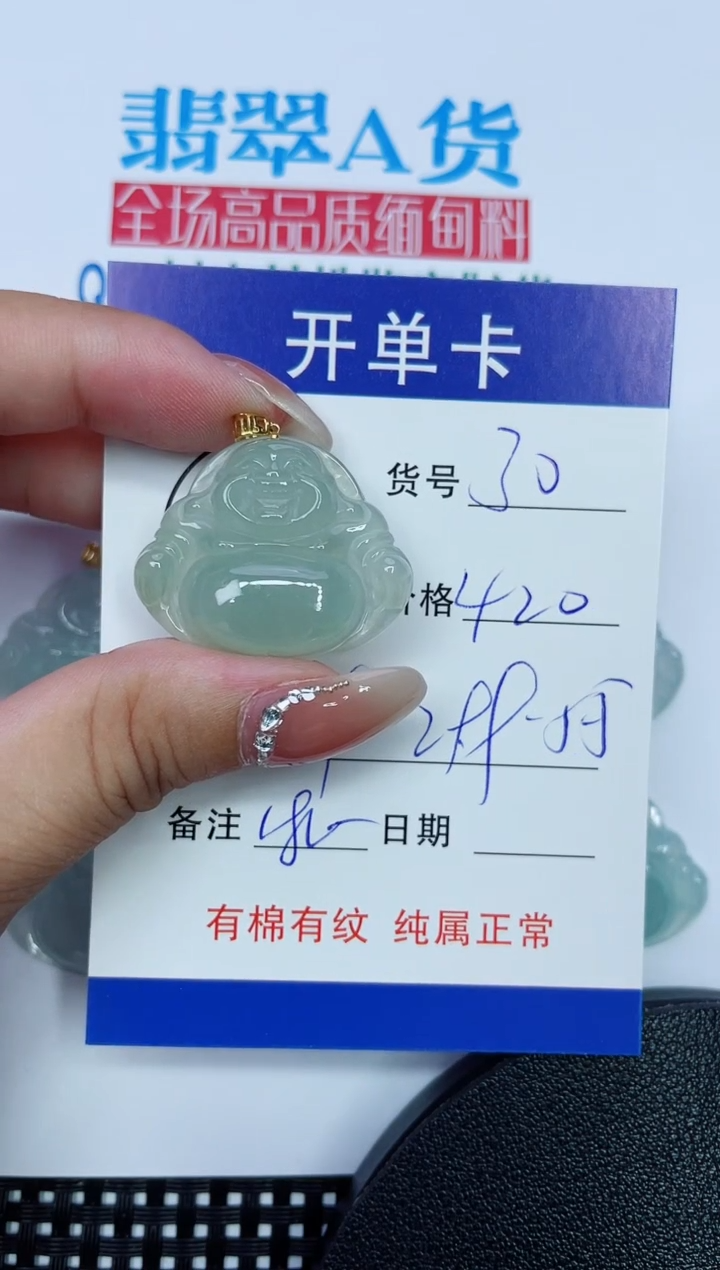 翡翠A货
全场高品质缅甸料
开单卡
货号 30
价格 420
备注 日期
有棉有纹 纯属正常